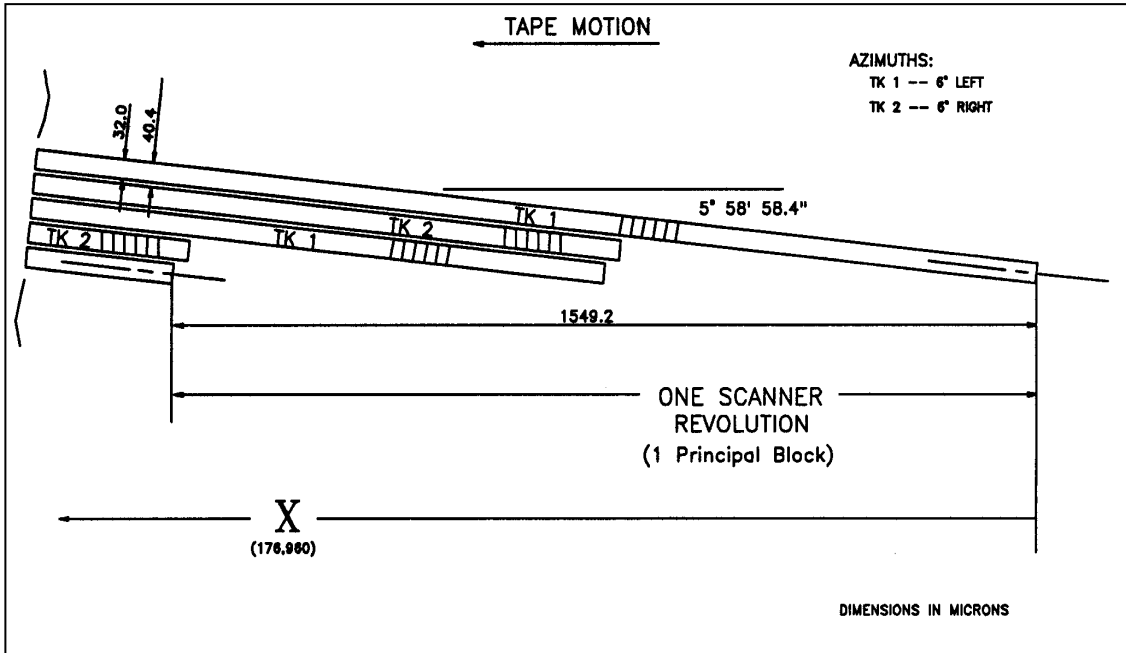 TAPE MOTION
AZIMUTHS:
TK 1 -- 6° LEFT
TK 2 -- 6° RIGHT
32.0
40.4
5° 58' 58.4"
TK 1
TK 2
TK 1
TK 2
1549.2
ONE SCANNER
REVOLUTION
(1 Principal Block)
X
(176,960)
DIMENSIONS IN MICRONS